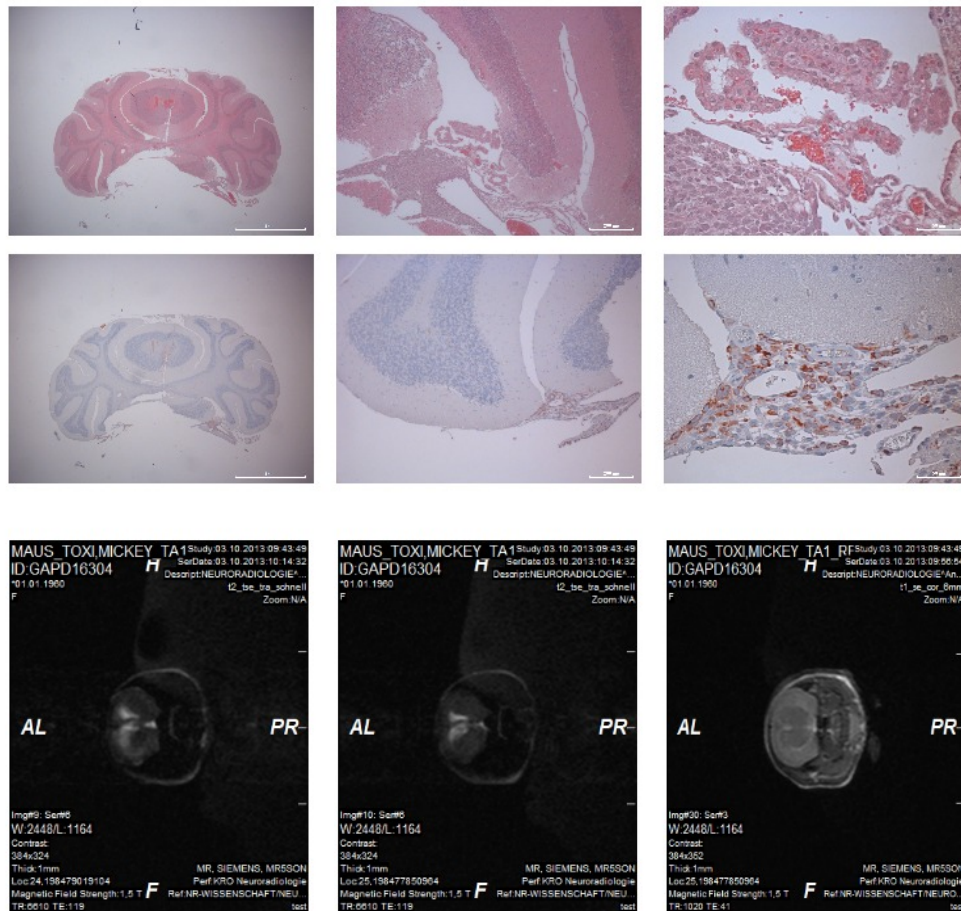 MAUS_TOXI,MICKEY_TA1 Study:03.10.2013:09:43:49
ID:GAPD16304 SerDate:03.10.2013:10:14:32
H
*01.01.1960 Descript:NEURORADIOLOGIE^...
F t2_tse_tra_schnell
Zoom:N/A
AL PR
Img#9: Ser#6
W:2448/L:1164
Contrast:
384x324
Thick:1mm MR, SIEMENS, MR5SON
Loc:24,198479019104 Perf:KRO Neuroradiologie
Magnetic Field Strength:1,5 T F Ref:NR-WISSENSCHAFT/NEU...
TR:6610 TE:119 test
MAUS_TOXI,MICKEY_TA1 Study:03.10.2013:09:43:49
ID:GAPD16304 SerDate:03.10.2013:10:14:32
H
*01.01.1960 Descript:NEURORADIOLOGIE^...
F t2_tse_tra_schnell
Zoom:N/A
AL PR
Img#10: Ser#6
W:2448/L:1164
Contrast:
384x324
Thick:1mm MR, SIEMENS, MR5SON
Loc:25,198477850964 Perf:KRO Neuroradiologie
Magnetic Field Strength:1,5 T F Ref:NR-WISSENSCHAFT/NEU...
TR:6610 TE:119 test
MAUS_TOXI,MICKEY_TA1_RF Study:03.10.2013:09:43:49
ID:GAPD16304 SerDate:03.10.2013:09:56:54
H
*01.01.1960 Descript:NEURORADIOLOGIE^An...
F t1_se_cor_6mm
Zoom:N/A
AL PR
Img#30: Ser#3
W:2448/L:1164
Contrast:
384x352
Thick:1mm MR, SIEMENS, MR5SON
Loc:25,198477850964 Perf:KRO Neuroradiologie
Magnetic Field Strength:1,5 T F Ref:NR-WISSENSCHAFT/NEURO...
TR:1020 TE:41 test